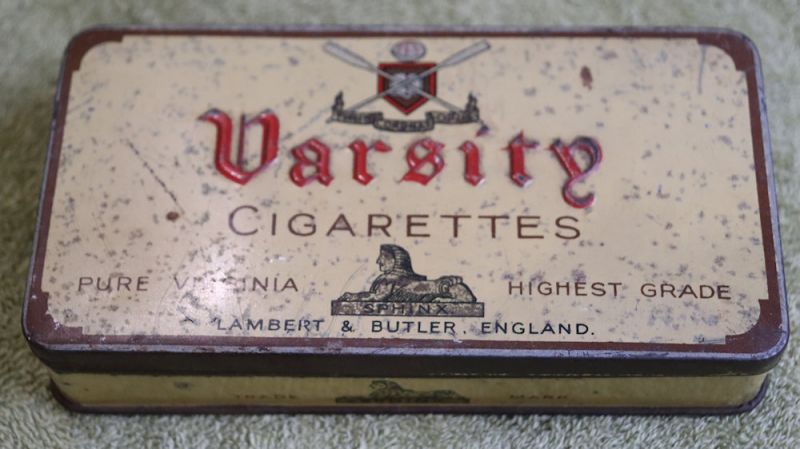 Varsity
CIGARETTES
PURE VIRGINIA HIGHEST GRADE
SPHINX
LAMBERT & BUTLER, ENGLAND.
TRADE MARK